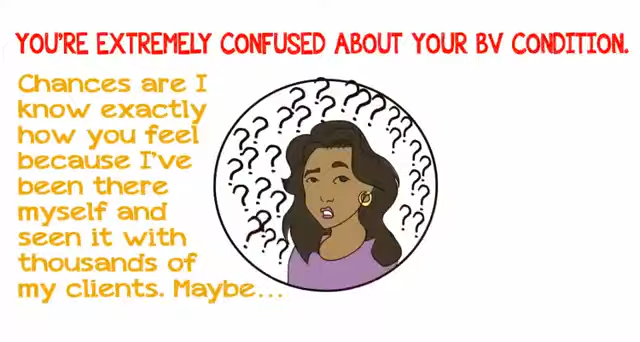 YOU'RE EXTREMELY CONFUSED ABOUT YOUR BV CONDITION.
Chances are I
know exactly
how you feel
because I've
been there
myself and
seen it with
thousands of
my clients. Maybe...